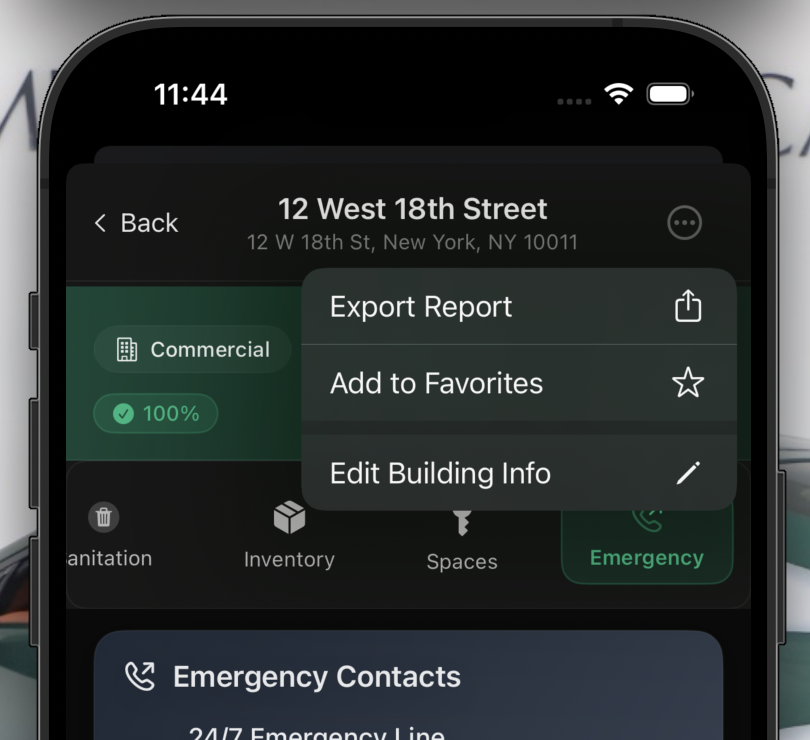 11:44
Back
12 West 18th Street
12 W 18th St, New York, NY 10011
Export Report
Commercial
Add to Favorites
100%
Edit Building Info
anitation
Inventory
Spaces
Emergency
Emergency Contacts
24/7 Emergency Line